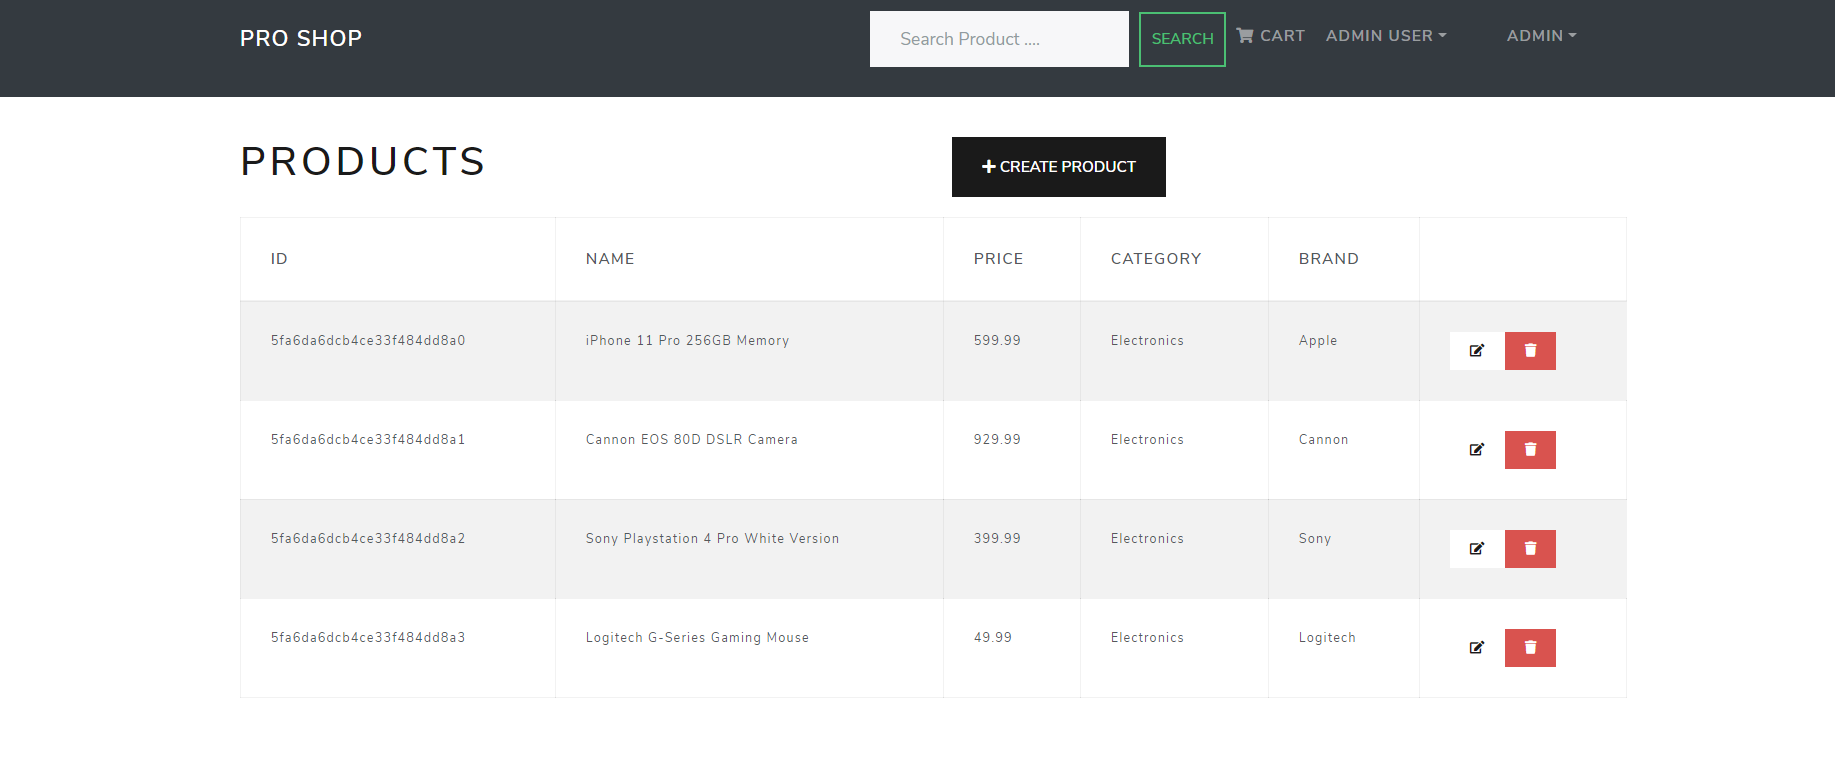 PRO SHOP
Search Product ....
SEARCH
CART
ADMIN USER
ADMIN
PRODUCTS
CREATE PRODUCT
ID NAME PRICE CATEGORY BRAND
5fa6da6dcb4ce33f484dd8a0 iPhone 11 Pro 256GB Memory 599.99 Electronics Apple
5fa6da6dcb4ce33f484dd8a1 Cannon EOS 80D DSLR Camera 929.99 Electronics Cannon
5fa6da6dcb4ce33f484dd8a2 Sony Playstation 4 Pro White Version 399.99 Electronics Sony
5fa6da6dcb4ce33f484dd8a3 Logitech G-Series Gaming Mouse 49.99 Electronics Logitech